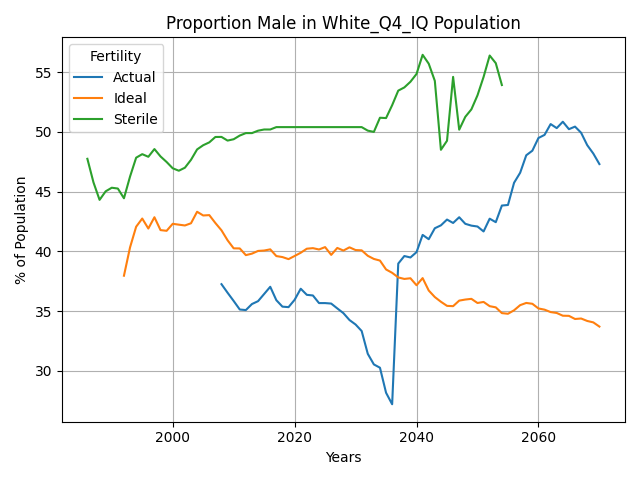 Proportion Male in White_Q4_IQ Population
Fertility
Actual
Ideal
Sterile
% of Population
55
50
45
40
35
30
2000
2020
2040
2060
Years